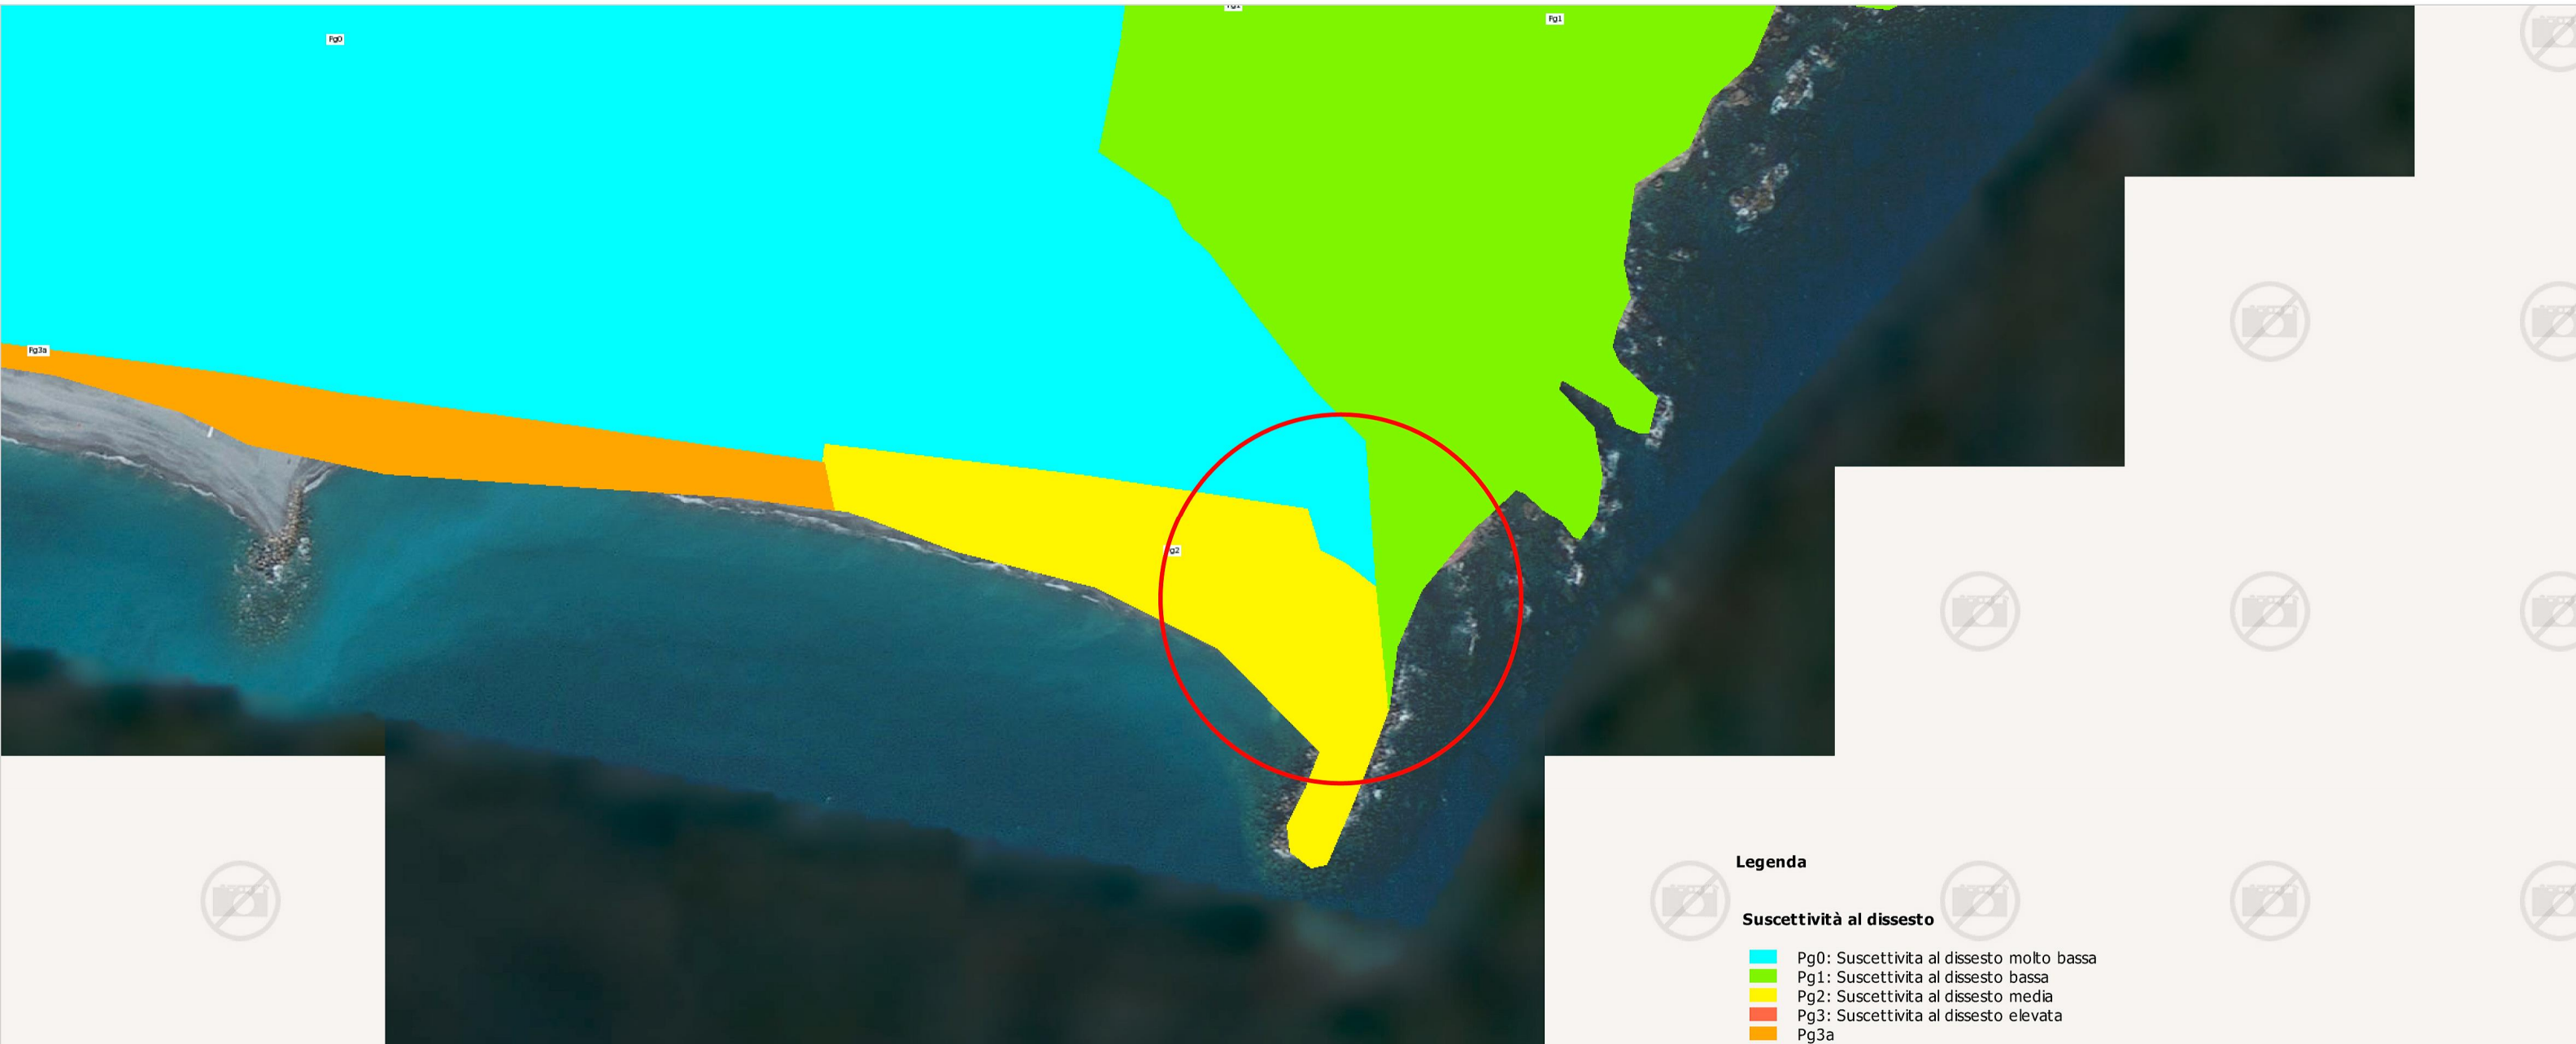 Pg0
Pg1
Pg3a
g2
Legenda
Suscettività al dissesto
Pg0: Suscettivita al dissesto molto bassa
Pg1: Suscettivita al dissesto bassa
Pg2: Suscettivita al dissesto media
Pg3: Suscettivita al dissesto elevata
Pg3a